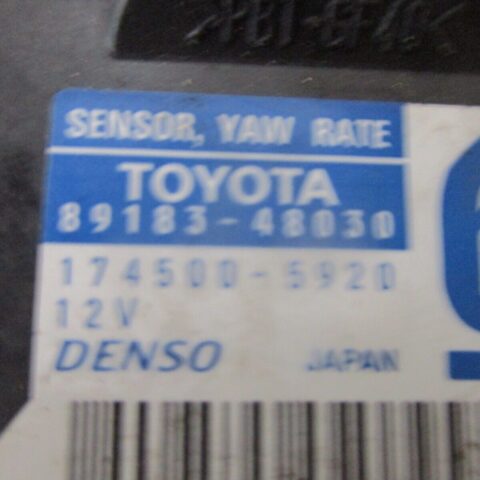 SENSOR, YAW RATE
TOYOTA
89183-48030
174500-5920
12V
DENSO JAPAN